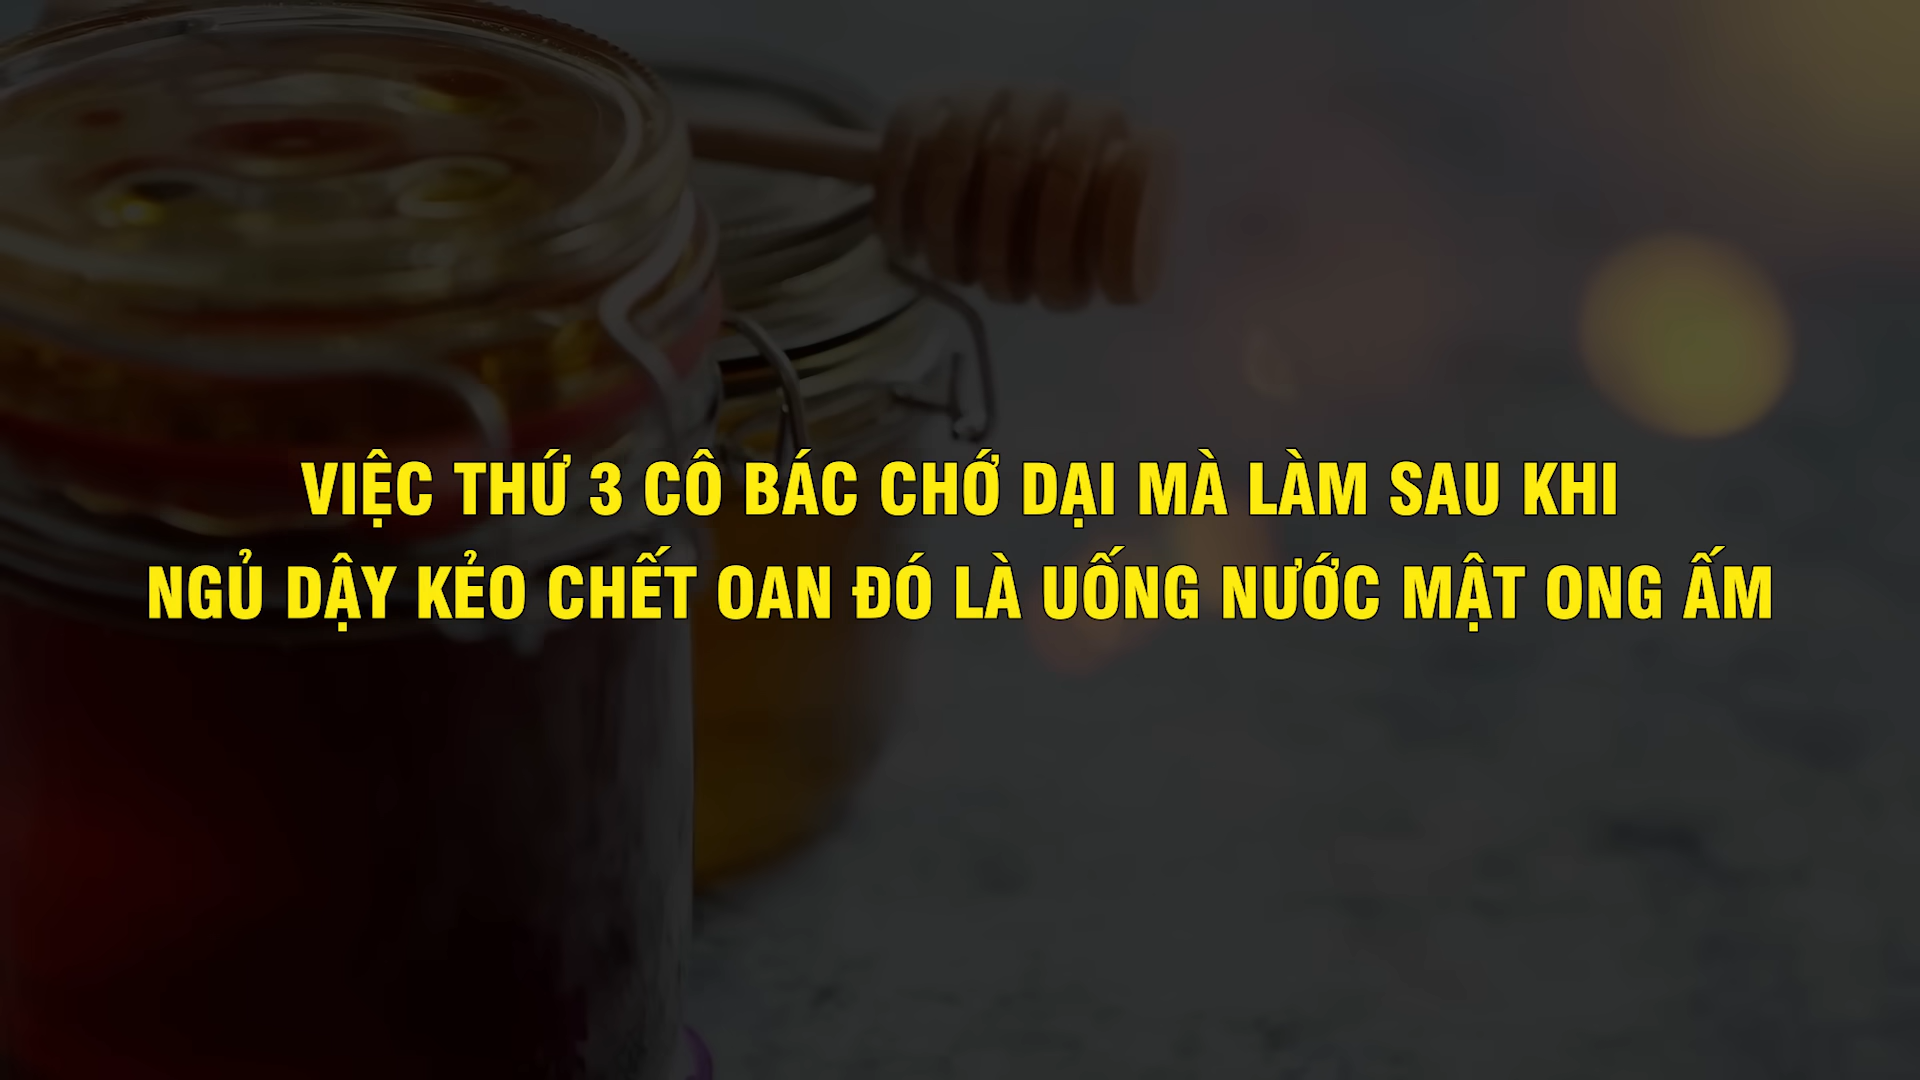 VIỆC THỨ 3 CÔ BÁC CHỚ DẠI MÀ LÀM SAU KHI
NGỦ DẬY KẺO CHẾT OAN ĐÓ LÀ UỐNG NƯỚC MẬT ONG ẤM